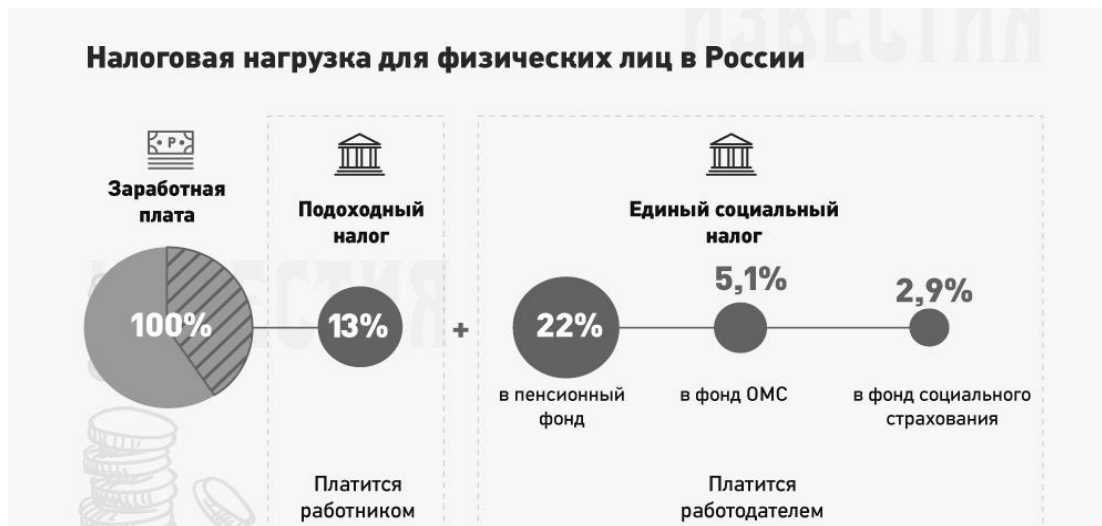 ИЗВЕСТИЯ
Налоговая нагрузка для физических лиц в России
Р
Заработная
плата
100%
Подоходный
налог
13%
+
Единый социальный
налог
22%
5,1%
2,9%
в пенсионный
фонд
в фонд ОМС
в фонд социального
страхования
Платится
работником
Платится
работодателем